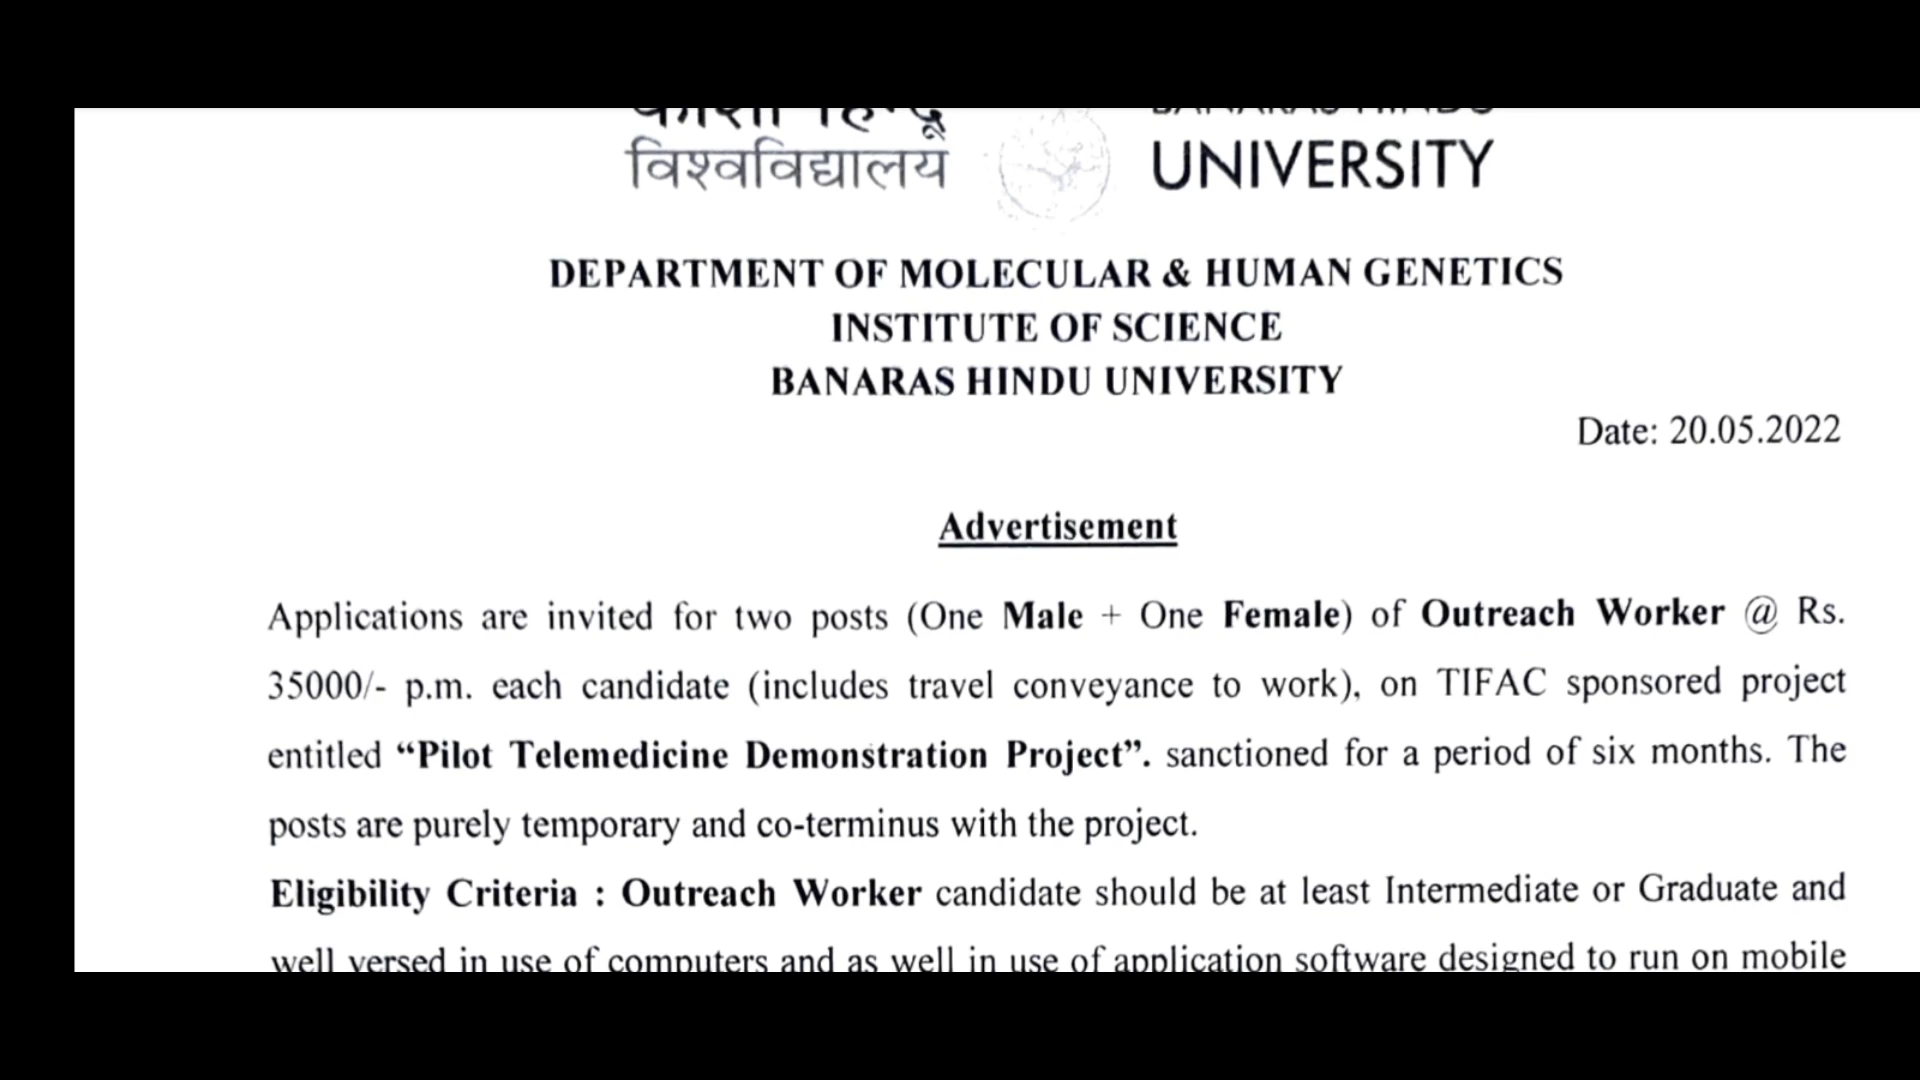 काशी हिन्दू
विश्वविद्यालय
BANARAS HINDU
UNIVERSITY
DEPARTMENT OF MOLECULAR & HUMAN GENETICS
INSTITUTE OF SCIENCE
BANARAS HINDU UNIVERSITY
Date: 20.05.2022
Advertisement
Applications are invited for two posts (One Male + One Female) of Outreach Worker @ Rs.
35000/- p.m. each candidate (includes travel conveyance to work), on TIFAC sponsored project
entitled “Pilot Telemedicine Demonstration Project”. sanctioned for a period of six months. The
posts are purely temporary and co-terminus with the project.
Eligibility Criteria : Outreach Worker candidate should be at least Intermediate or Graduate and
well versed in use of computers and as well in use of application software designed to run on mobile